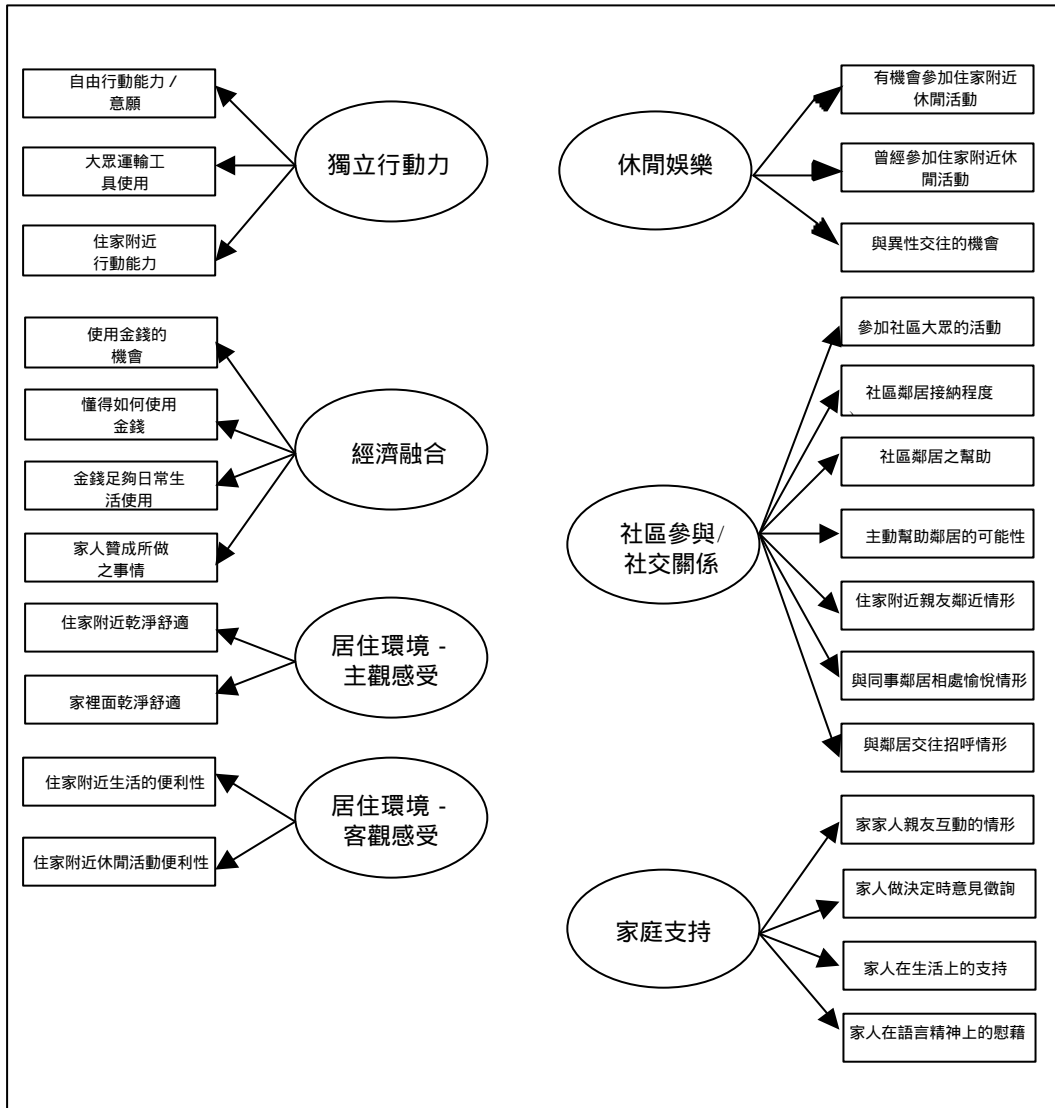 自由行動能力 /
意願
大眾運輸工
具使用
住家附近
行動能力
獨立行動力
使用金錢的
機會
懂得如何使用
金錢
金錢足夠日常生
活使用
家人贊成所做
之事情
經濟融合
住家附近乾淨舒適
家裡面乾淨舒適
居住環境 -
主觀感受
住家附近生活的便利性
住家附近休閒活動便利性
居住環境 -
客觀感受
休閒娛樂
有機會參加住家附近
休閒活動
曾經參加住家附近休
閒活動
與異性交往的機會
社區參與/
社交關係
參加社區大眾的活動
社區鄰居接納程度
社區鄰居之幫助
主動幫助鄰居的可能性
住家附近親友鄰近情形
與同事鄰居相處愉悅情形
與鄰居交往招呼情形
家庭支持
家家人親友互動的情形
家人做決定時意見徵詢
家人在生活上的支持
家人在語言精神上的慰藉